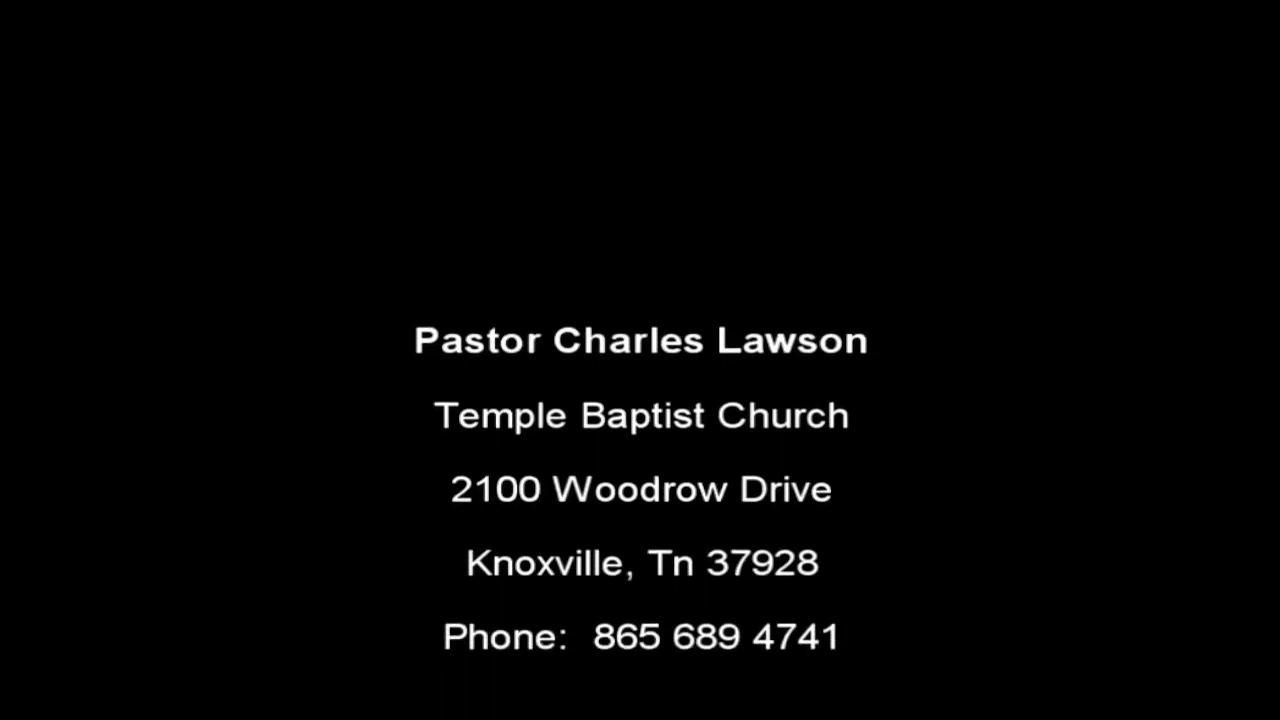 Pastor Charles Lawson
Temple Baptist Church
2100 Woodrow Drive
Knoxville, Tn 37928
Phone:  865 689 4741